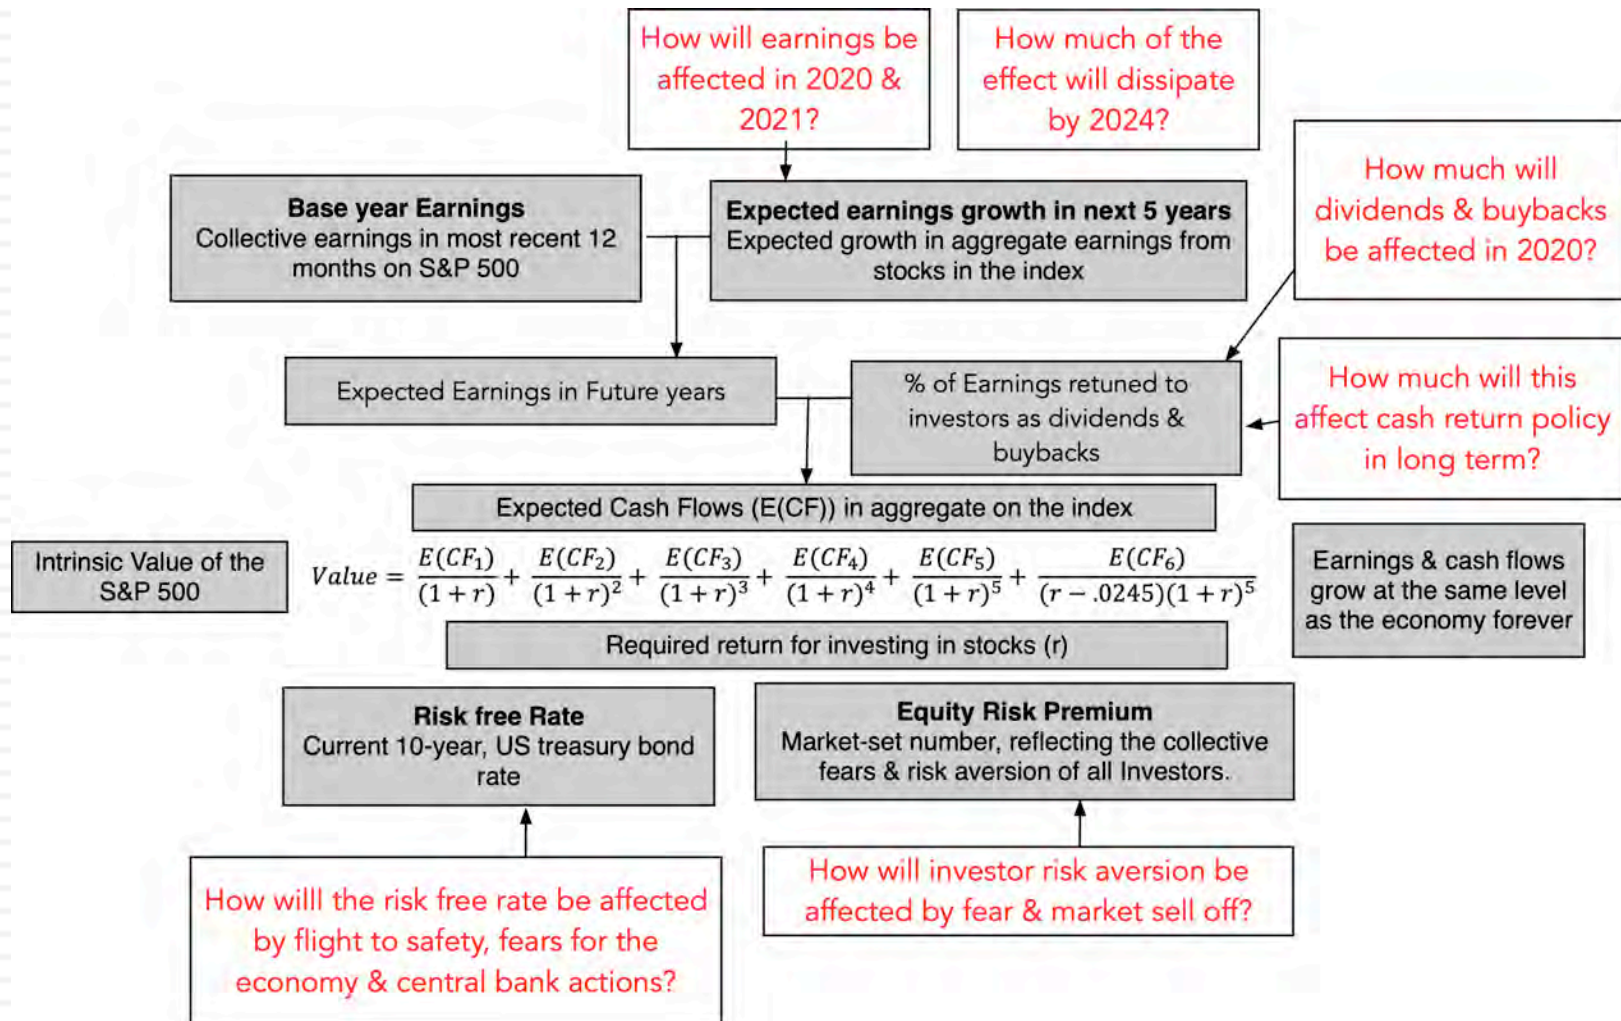 How will earnings be
affected in 2020 &
2021?
How much of the
effect will dissipate
by 2024?
How much will
dividends & buybacks
be affected in 2020?
Base year Earnings
Collective earnings in most recent 12
months on S&P 500
Expected earnings growth in next 5 years
Expected growth in aggregate earnings from
stocks in the index
Expected Earnings in Future years
% of Earnings retuned to
investors as dividends &
buybacks
How much will this
affect cash return policy
in long term?
Expected Cash Flows (E(CF)) in aggregate on the index
Intrinsic Value of the
S&P 500
Value = E(CF₁)/(1 + r) + E(CF₂)/(1 + r)² + E(CF₃)/(1 + r)³ + E(CF₄)/(1 + r)⁴ + E(CF₅)/(1 + r)⁵ + E(CF₆)/(r − .0245)(1 + r)⁵
Earnings & cash flows
grow at the same level
as the economy forever
Required return for investing in stocks (r)
Risk free Rate
Current 10-year, US treasury bond
rate
Equity Risk Premium
Market-set number, reflecting the collective
fears & risk aversion of all Investors.
How willl the risk free rate be affected
by flight to safety, fears for the
economy & central bank actions?
How will investor risk aversion be
affected by fear & market sell off?